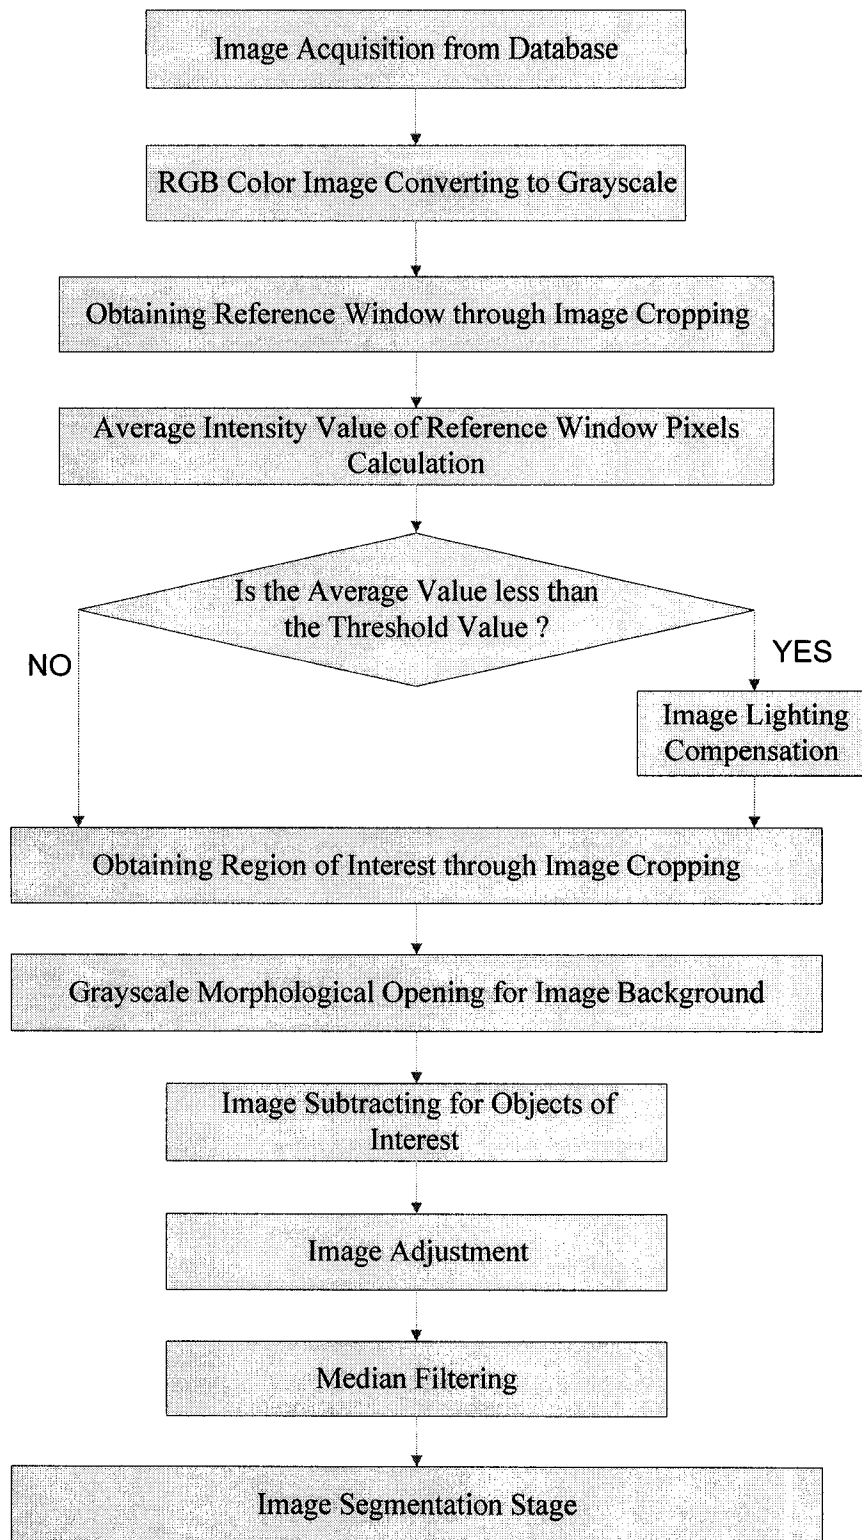 Image Acquisition from Database
RGB Color Image Converting to Grayscale
Obtaining Reference Window through Image Cropping
Average Intensity Value of Reference Window Pixels
Calculation
Is the Average Value less than
the Threshold Value ?
NO
YES
Image Lighting
Compensation
Obtaining Region of Interest through Image Cropping
Grayscale Morphological Opening for Image Background
Image Subtracting for Objects of
Interest
Image Adjustment
Median Filtering
Image Segmentation Stage